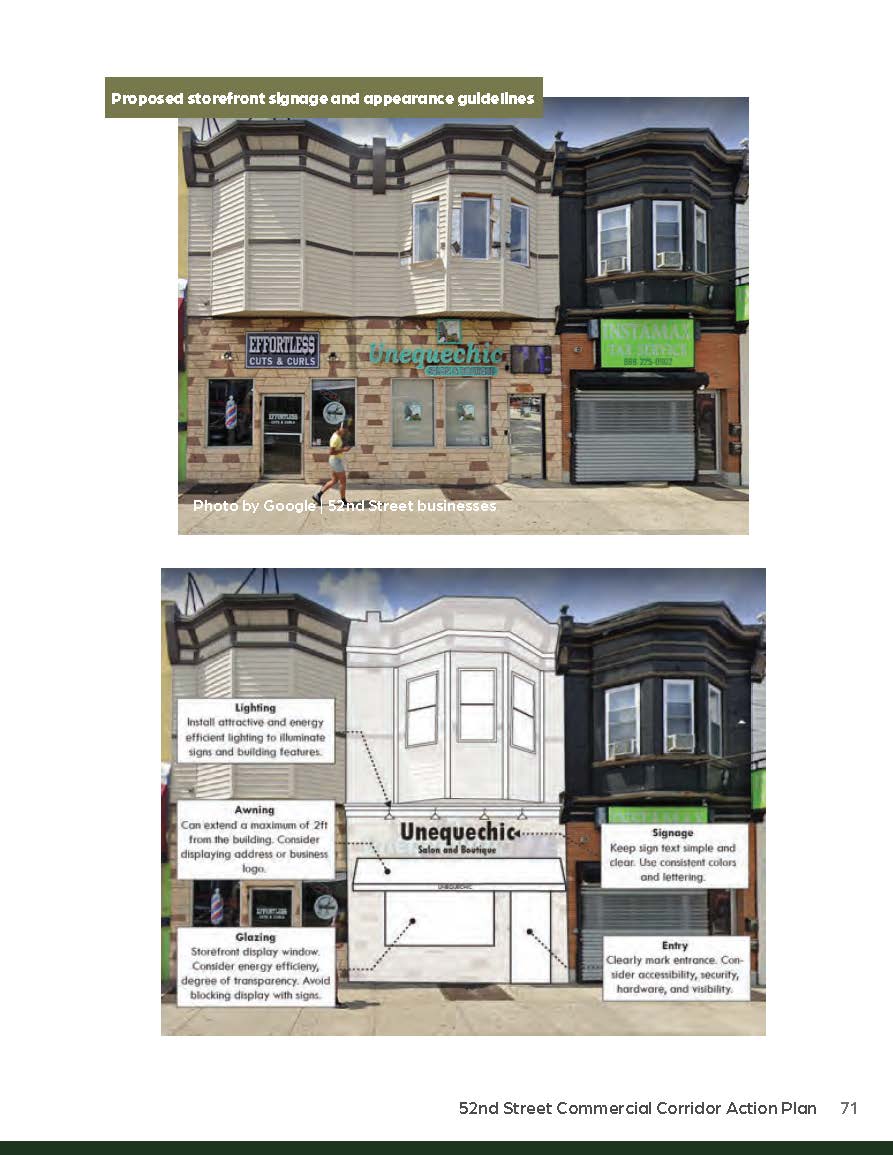 Proposed storefront signage and appearance guidelines
EFFORTLESS
CUTS & CURLS
Unequechic
SALON & BOUTIQUE
INSTAMAX
TAX SERVICE
EFFORTLESS
CUTS & CURLS
Photo by Google | 52nd Street businesses
Lighting
Install attractive and energy
efficient lighting to illuminate
signs and building features.
Awning
Can extend a maximum of 2ft
from the building. Consider
displaying address or business
logo.
Unequechic
Salon and Boutique
UNEQUECHIC
Signage
Keep sign text simple and
clear. Use consistent colors
and lettering.
EFFORTLESS
CUTS & CURLS
Glazing
Storefront display window.
Consider energy efficieny,
degree of transparency. Avoid
blocking display with signs.
Entry
Clearly mark entrance. Con-
sider accessibility, security,
hardware, and visibility.
52nd Street Commercial Corridor Action Plan 71